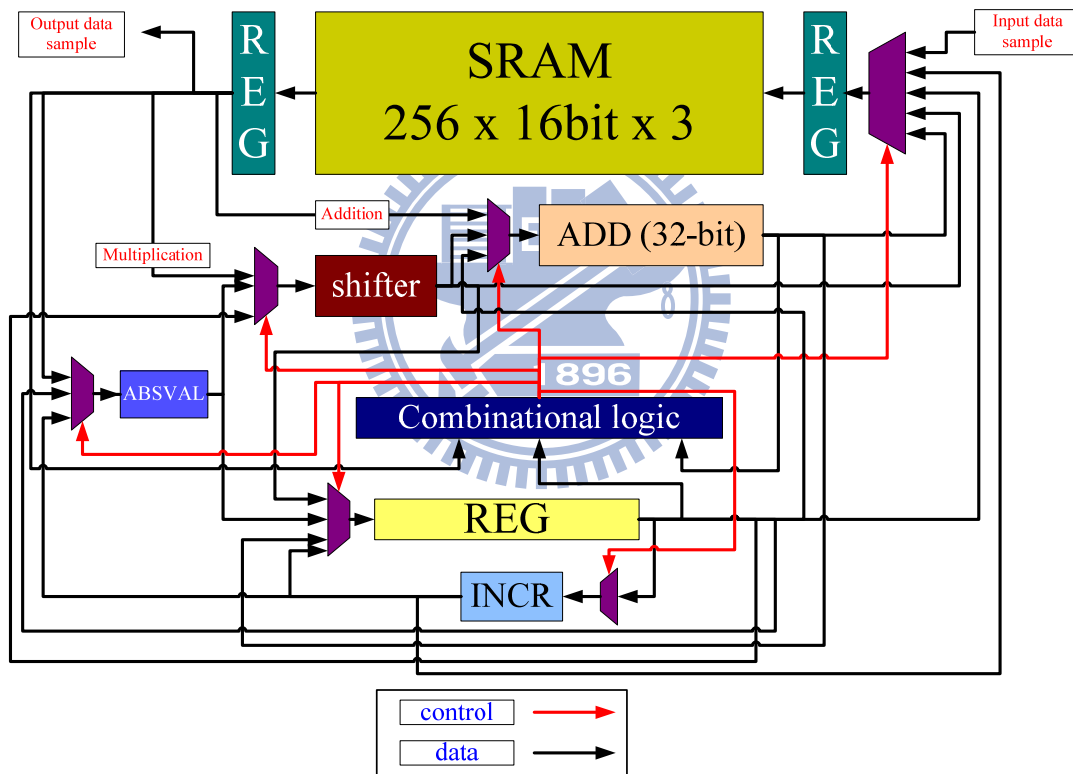 Output data
sample
R
E
G
SRAM
256 x 16bit x 3
R
E
G
Input data
sample
Addition
ADD (32-bit)
Multiplication
shifter
1896
ABSVAL
Combinational logic
REG
INCR
control
data